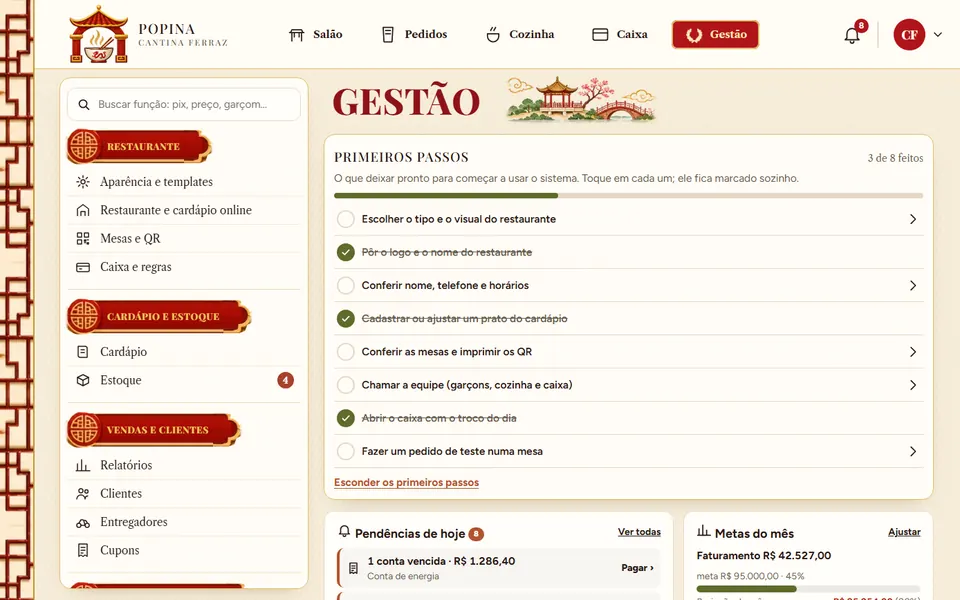 POPINA
CANTINA FERRAZ
Salão
Pedidos
Cozinha
Caixa
Gestão
8
CF
Buscar função: pix, preço, garçom...
RESTAURANTE
Aparência e templates
Restaurante e cardápio online
Mesas e QR
Caixa e regras
CARDÁPIO E ESTOQUE
Cardápio
Estoque
4
VENDAS E CLIENTES
Relatórios
Clientes
Entregadores
Cupons
GESTÃO
PRIMEIROS PASSOS
3 de 8 feitos
O que deixar pronto para começar a usar o sistema. Toque em cada um; ele fica marcado sozinho.
Escolher o tipo e o visual do restaurante
Pôr o logo e o nome do restaurante
Conferir nome, telefone e horários
Cadastrar ou ajustar um prato do cardápio
Conferir as mesas e imprimir os QR
Chamar a equipe (garçons, cozinha e caixa)
Abrir o caixa com o troco do dia
Fazer um pedido de teste numa mesa
Esconder os primeiros passos
Pendências de hoje
8
Ver todas
1 conta vencida · R$ 1.286,40
Conta de energia
Pagar ›
Metas do mês
Ajustar
Faturamento R$ 42.527,00
meta R$ 95.000,00 · 45%